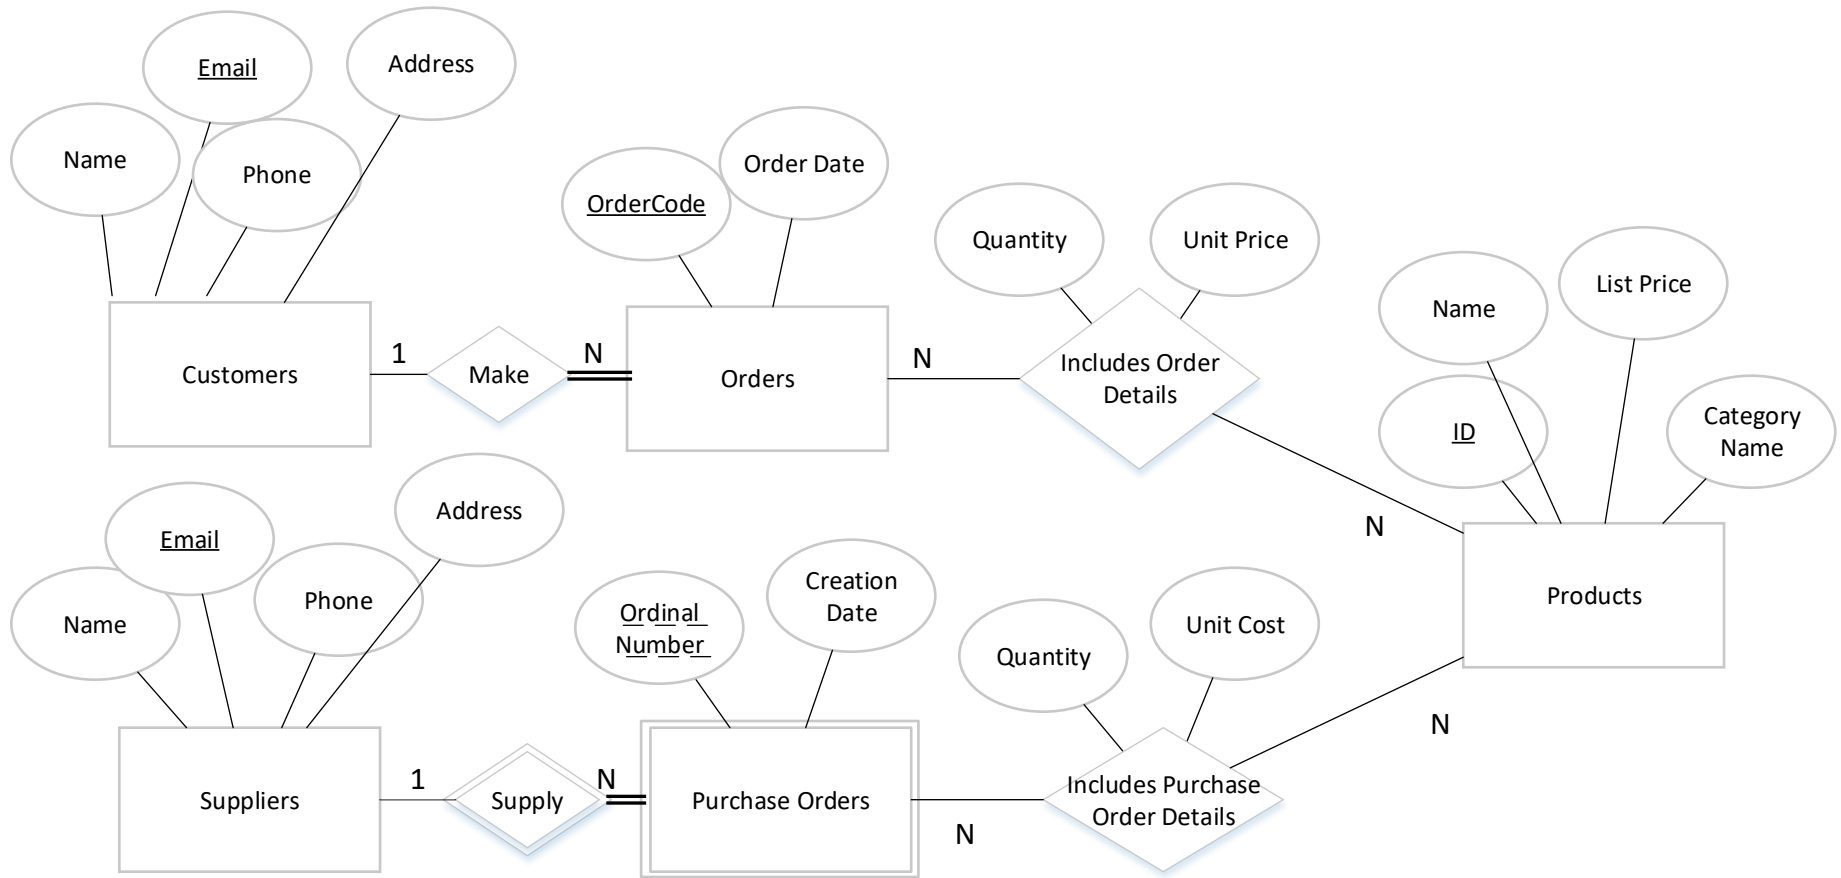 Email
Address
Name
Phone
OrderCode
Order Date
Quantity
Unit Price
Name
List Price
ID
Category
Name
Customers
1
Make
N
Orders
N
Includes Order
Details
N
Email
Address
Name
Phone
Ordinal
Number
Creation
Date
Quantity
Unit Cost
Products
N
Suppliers
1
Supply
N
Purchase Orders
N
Includes Purchase
Order Details